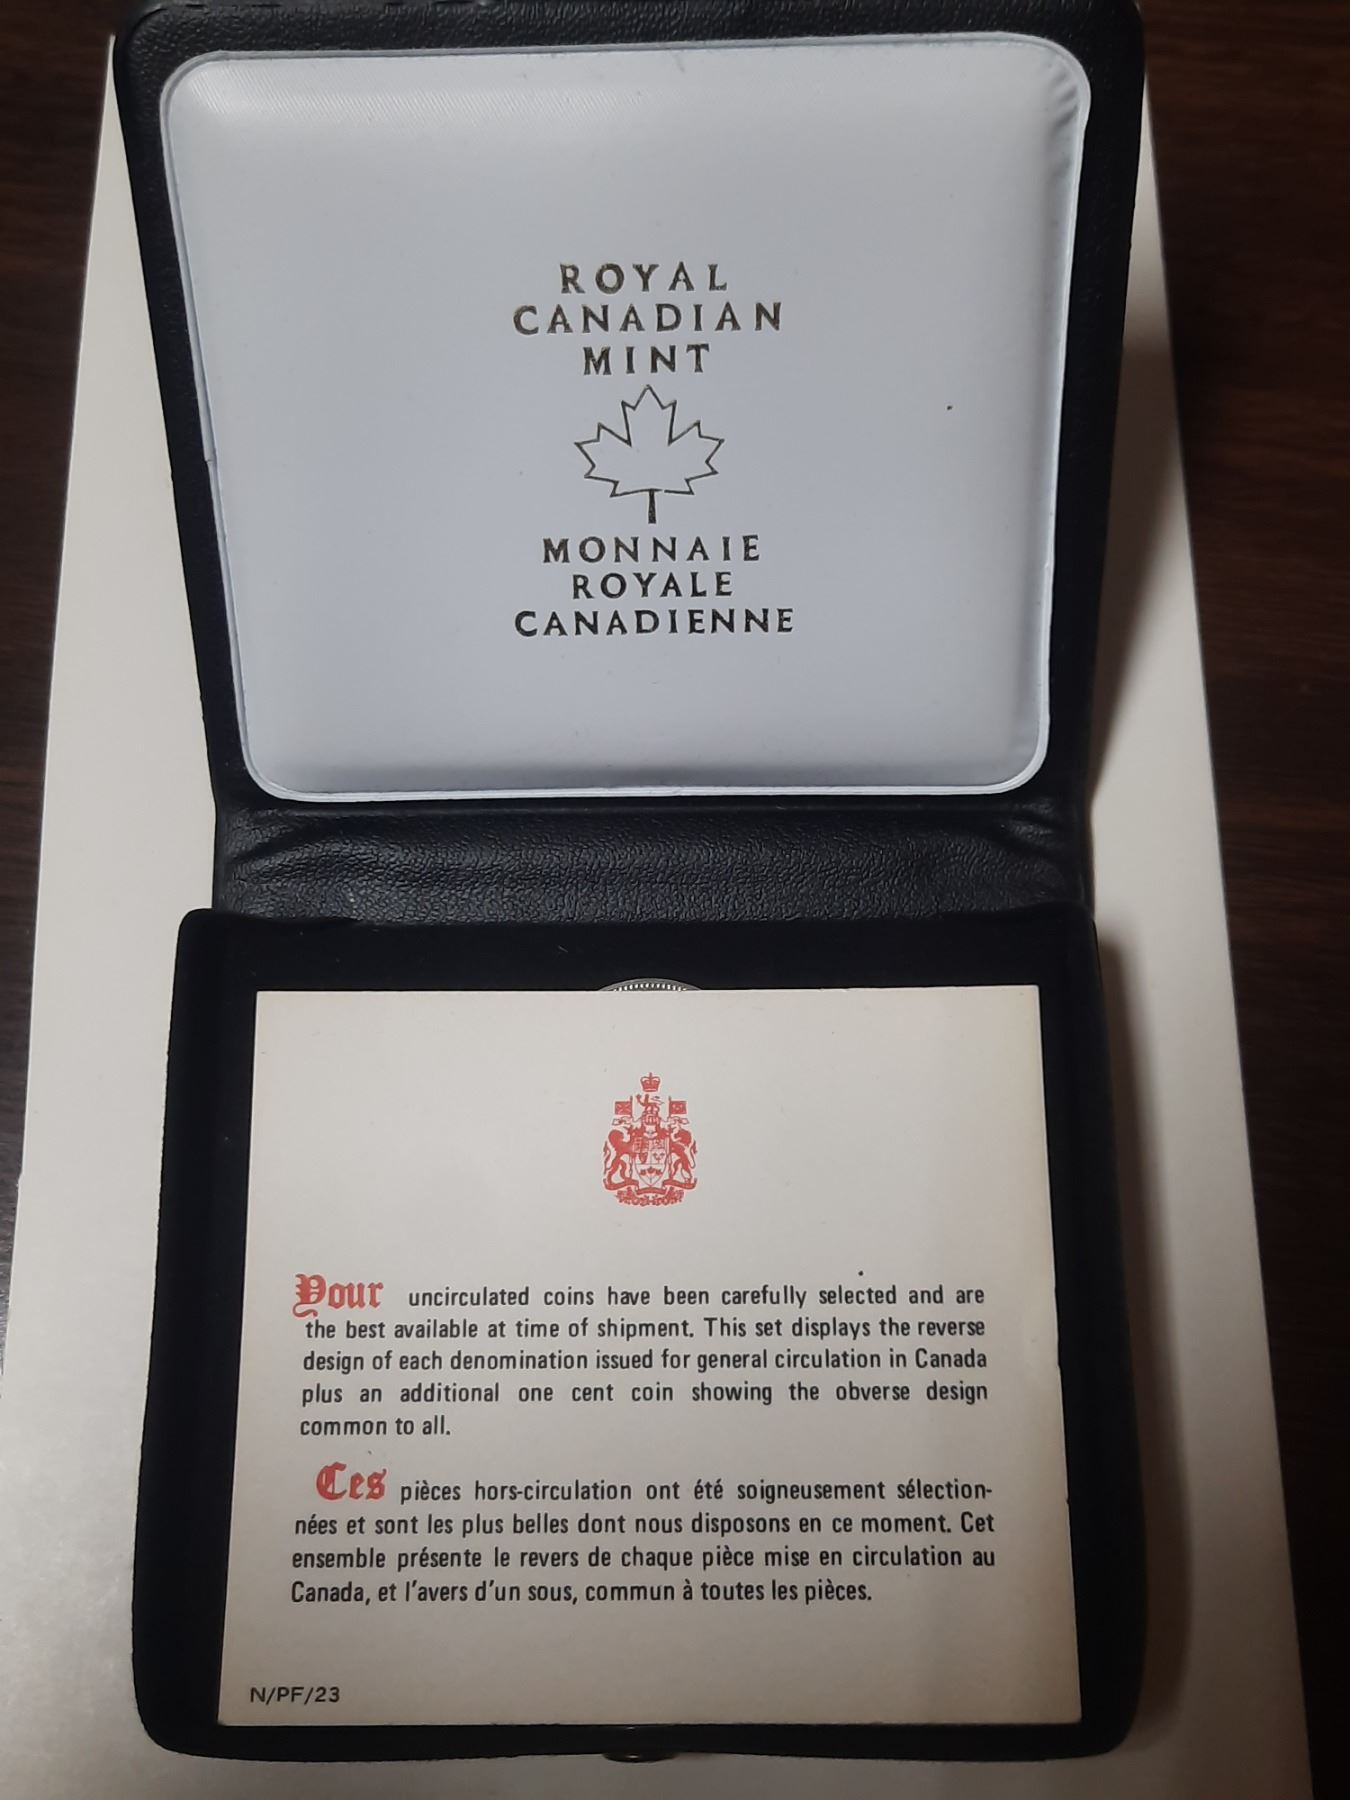 ROYAL
CANADIAN
MINT
MONNAIE
ROYALE
CANADIENNE
Your uncirculated coins have been carefully selected and are
the best available at time of shipment. This set displays the reverse
design of each denomination issued for general circulation in Canada
plus an additional one cent coin showing the obverse design
common to all.
Ces pièces hors-circulation ont été soigneusement sélection-
nées et sont les plus belles dont nous disposons en ce moment. Cet
ensemble présente le revers de chaque pièce mise en circulation au
Canada, et l'avers d'un sous, commun à toutes les pièces.
N/PF/23